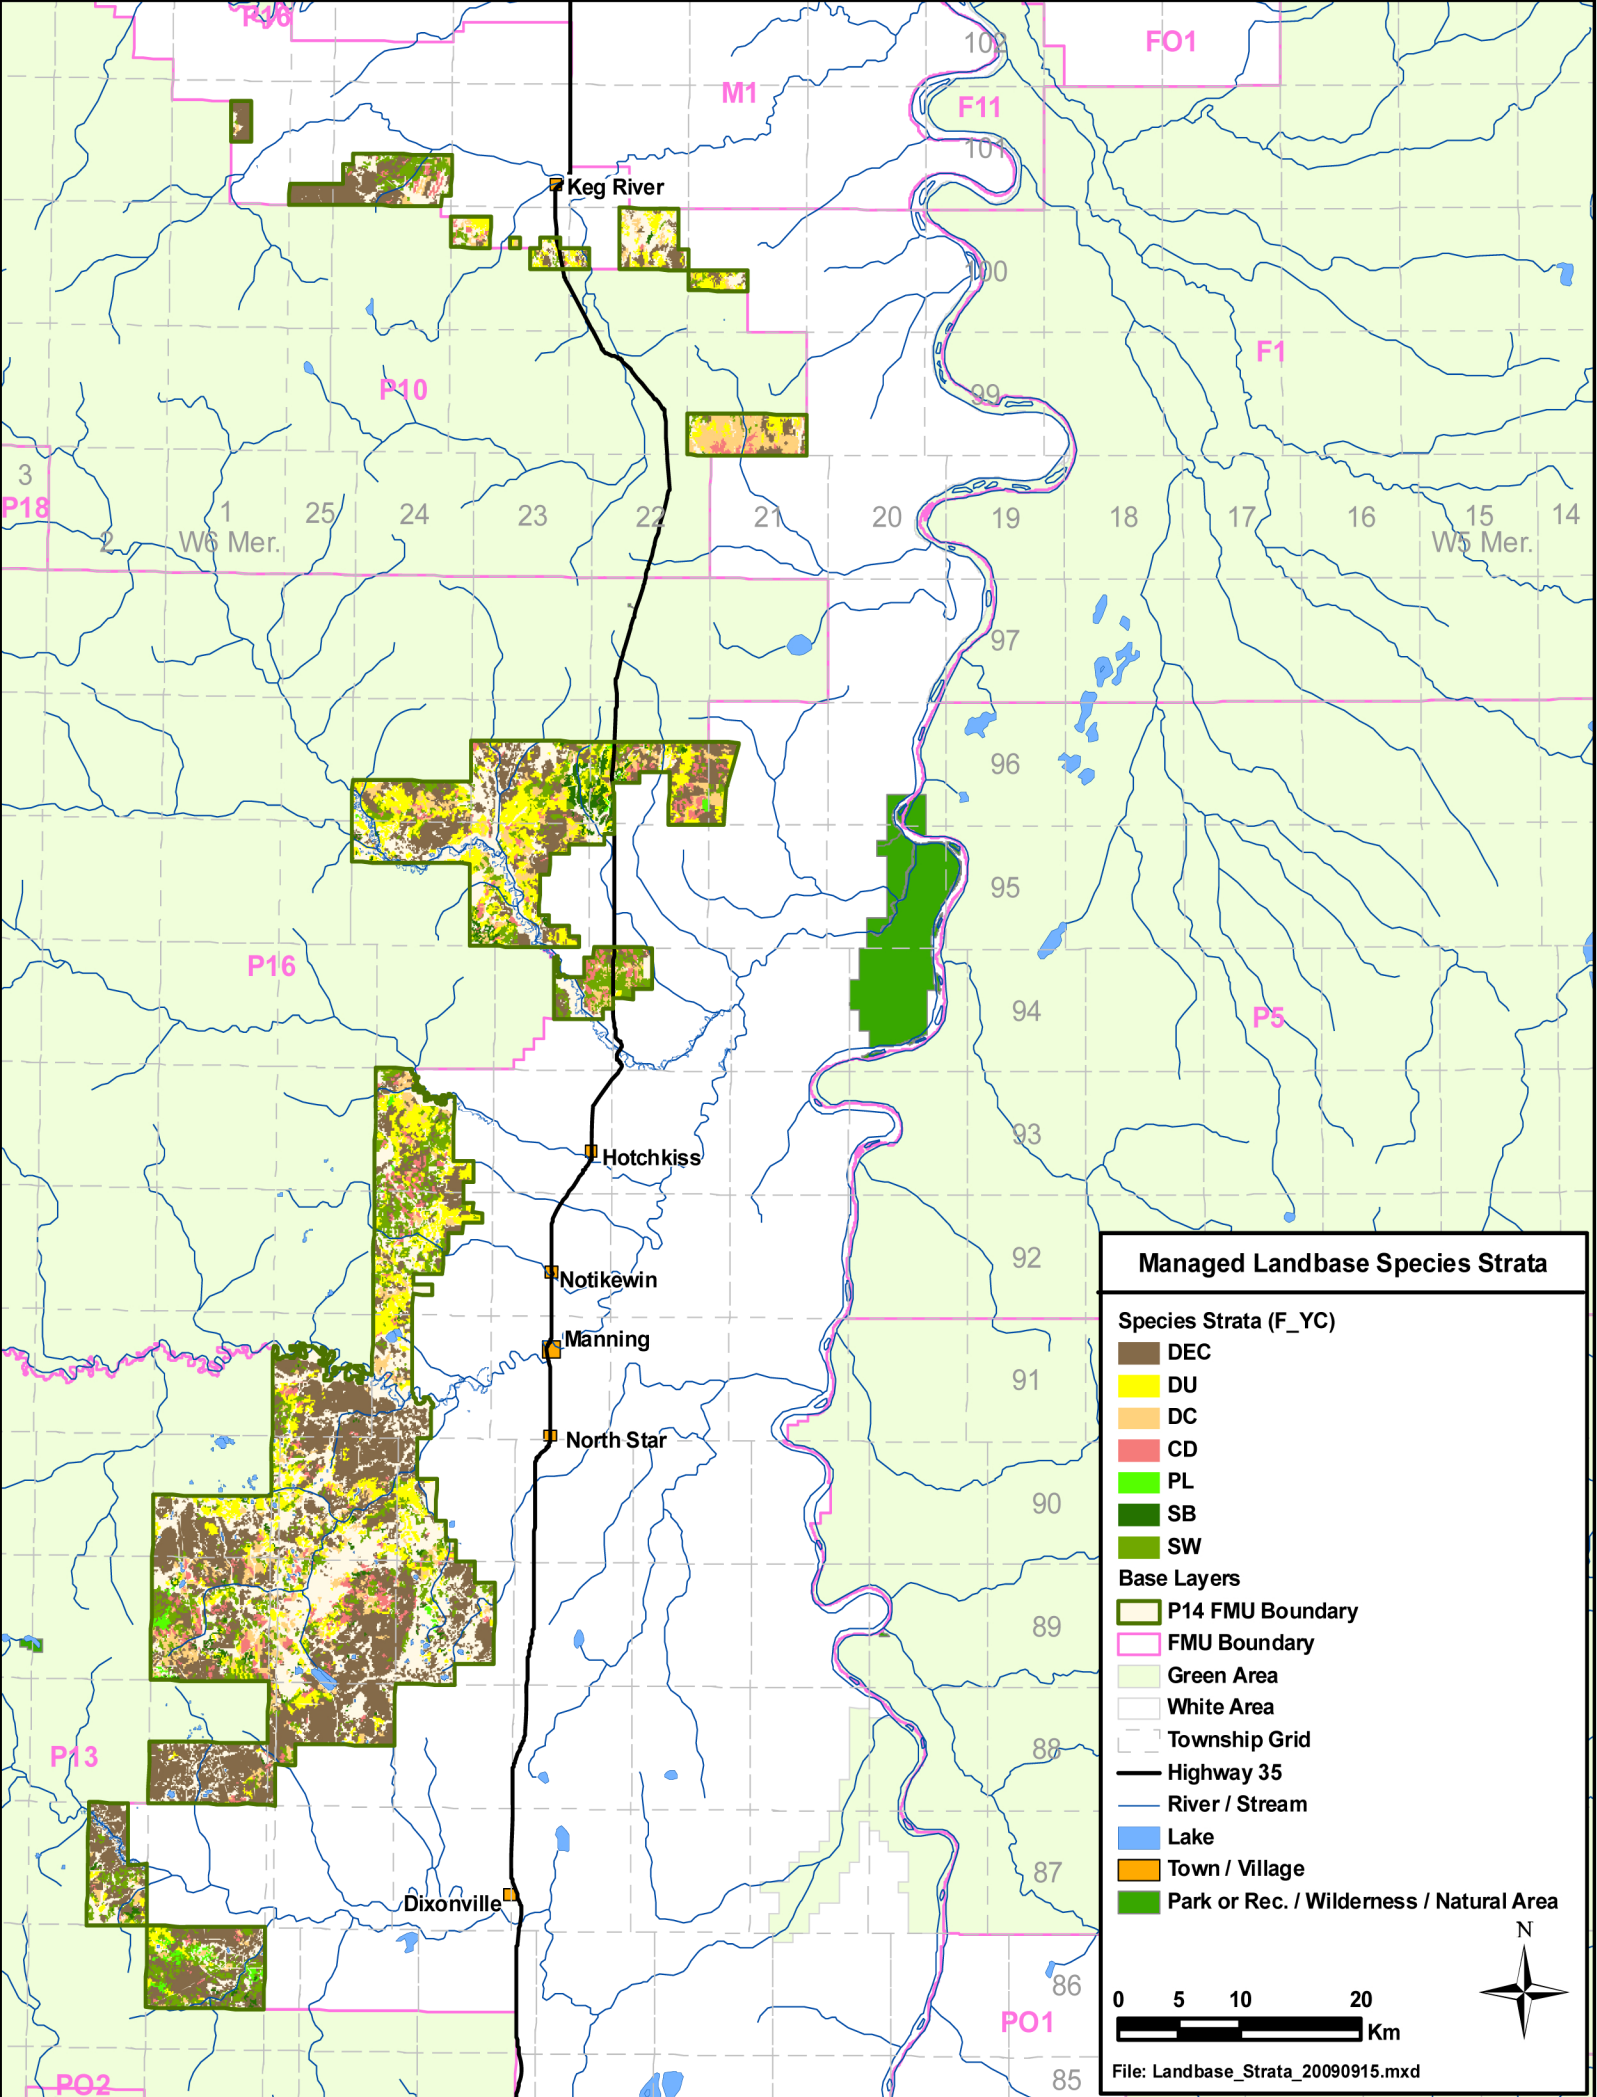 P16
102
FO1
M1
F11
101
Keg River
100
F1
P10
99
3
P18
1
25
24
23
22
21
20
19
18
17
16
15
14
2
W6 Mer.
W5 Mer.
97
96
95
P16
94
P5
93
Hotchkiss
92
Notikewin
Manning
91
North Star
90
89
88
P13
87
Dixonville
86
PO1
85
PO2
Managed Landbase Species Strata
Species Strata (F_YC)
DEC
DU
DC
CD
PL
SB
SW
Base Layers
P14 FMU Boundary
FMU Boundary
Green Area
White Area
Township Grid
Highway 35
River / Stream
Lake
Town / Village
Park or Rec. / Wilderness / Natural Area
N
0 5 10 20
Km
File: Landbase_Strata_20090915.mxd